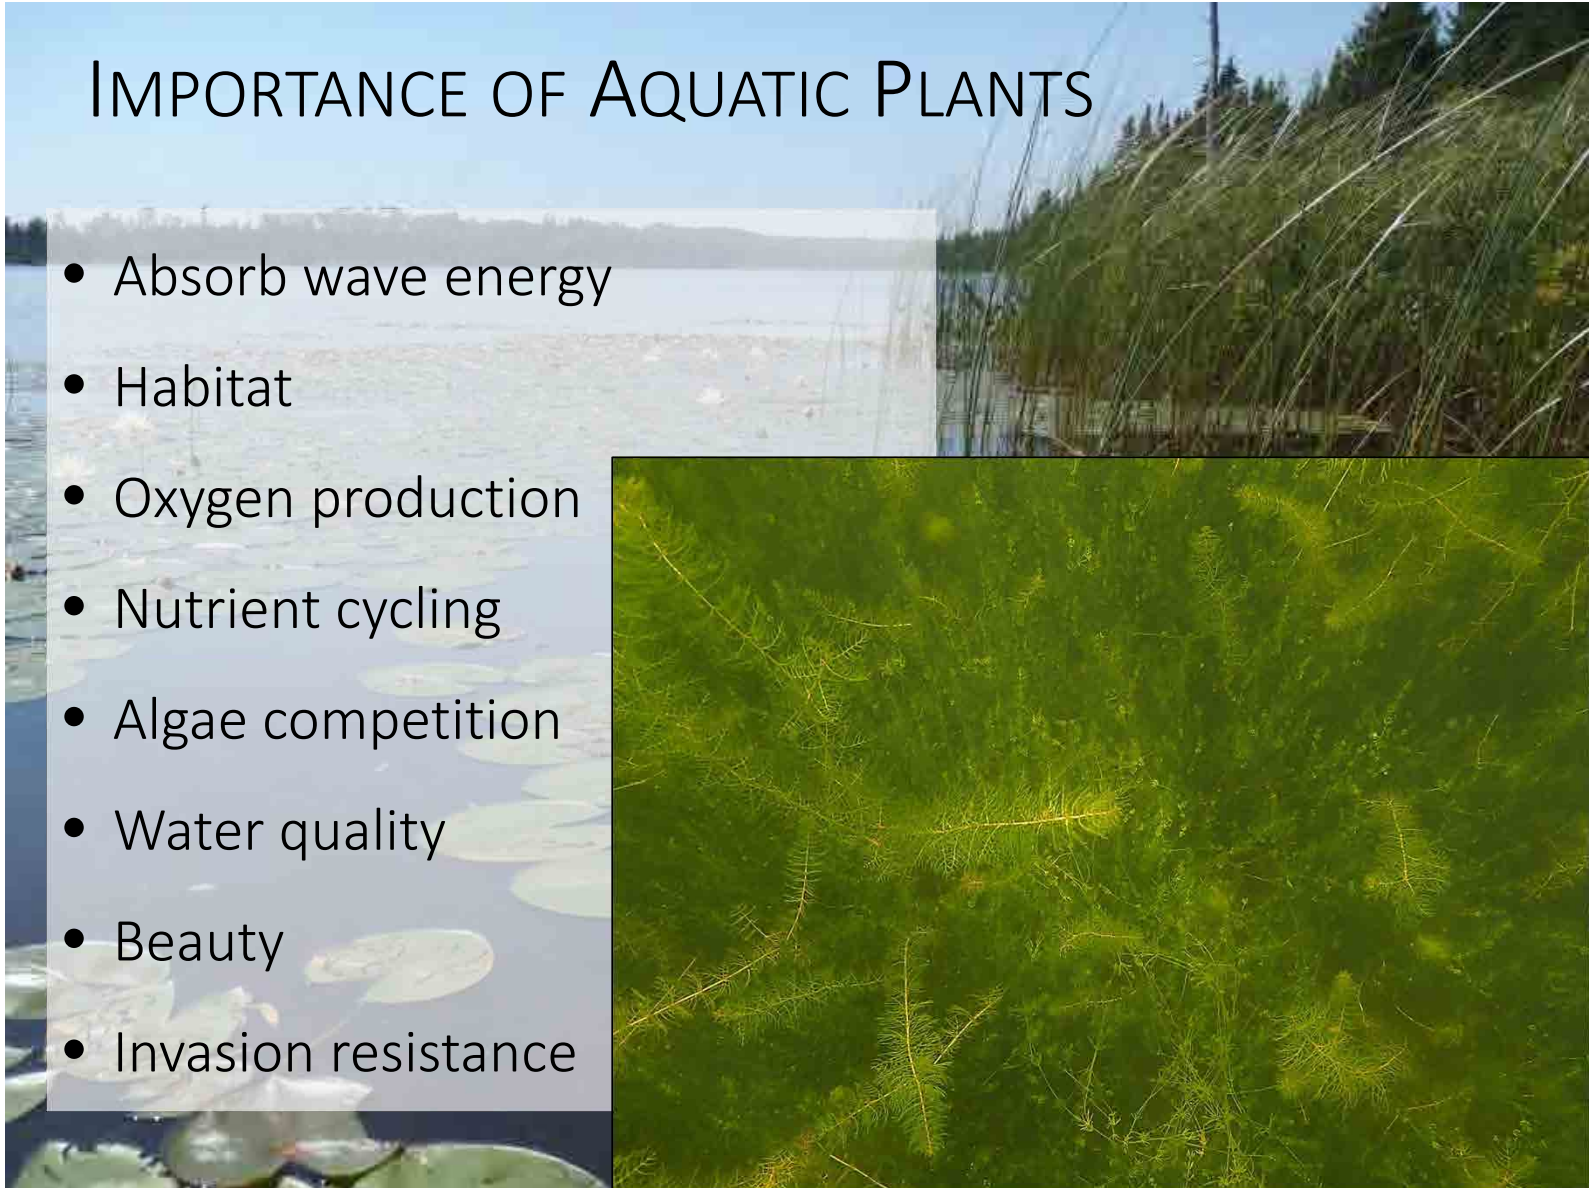 IMPORTANCE OF AQUATIC PLANTS
• Absorb wave energy
• Habitat
• Oxygen production
• Nutrient cycling
• Algae competition
• Water quality
• Beauty
• Invasion resistance